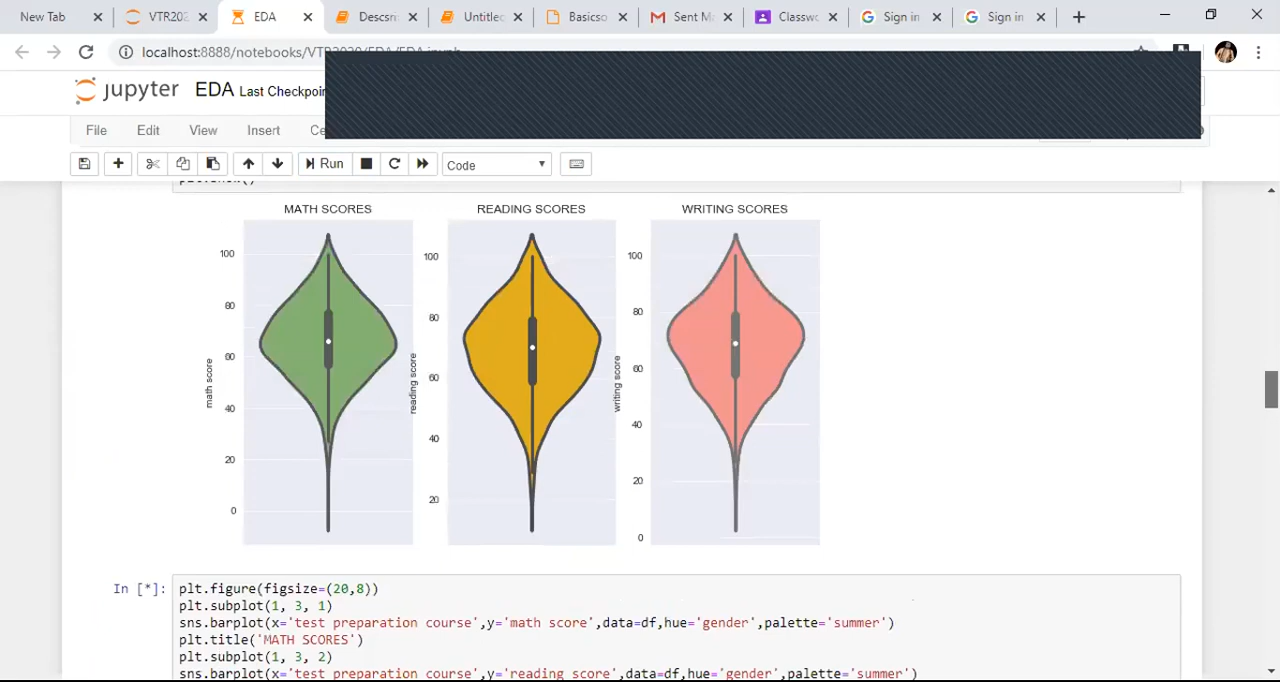 New Tab
VTR202
EDA
Descsn
Untitlec
Basicso
Sent M
Classwo
Sign in
Sign in
localhost:8888/notebooks/VTR2020/EDA/EDA.ipynb
jupyter EDA Last Checkpoin
File Edit View Insert Ce
Run Code
plt.show()
MATH SCORES READING SCORES WRITING SCORES
100 80 60 40 20 0
math score
100 80 60 40 20
reading score
100 80 60 40 20 0
writing score
In [*]: plt.figure(figsize=(20,8))
plt.subplot(1, 3, 1)
sns.barplot(x='test preparation course',y='math score',data=df,hue='gender',palette='summer')
plt.title('MATH SCORES')
plt.subplot(1, 3, 2)
sns.barplot(x='test preparation course',y='reading score',data=df,hue='gender',palette='summer')